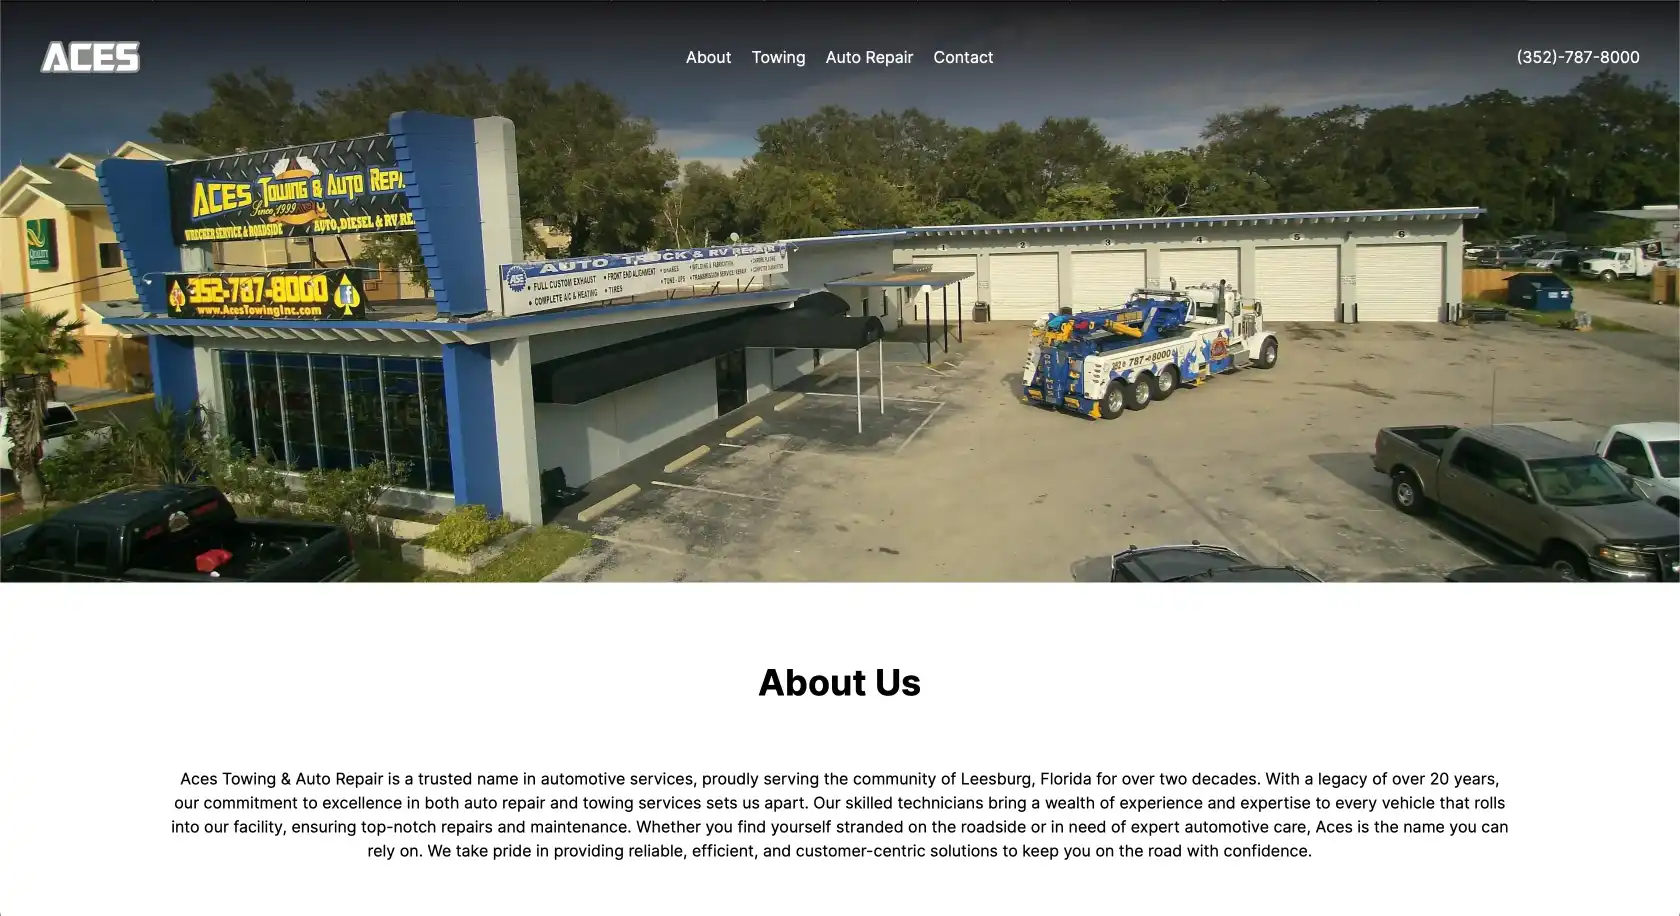 ACES
About Towing Auto Repair Contact
(352)-787-8000
ACES TOWING & AUTO REPA
Since 1999
WRECKER SERVICE & ROADSIDE AUTO, DIESEL & RV RE
352-787-8000
www.AcesTowingInc.com
QUALITY
AUTO TRUCK & RV REPAIR
ASE
• FULL CUSTOM EXHAUST
• COMPLETE A/C & HEATING
• FRONT END ALIGNMENT
• TIRES
• BRAKES
• TUNE-UPS
• WELDING & FABRICATION
• TRANSMISSION SERVICE / REPAIR
• COMPUTER DIAGNOSTICS
1 2 3 4 5 6
352 787-8000
About Us
Aces Towing & Auto Repair is a trusted name in automotive services, proudly serving the community of Leesburg, Florida for over two decades. With a legacy of over 20 years,
our commitment to excellence in both auto repair and towing services sets us apart. Our skilled technicians bring a wealth of experience and expertise to every vehicle that rolls
into our facility, ensuring top-notch repairs and maintenance. Whether you find yourself stranded on the roadside or in need of expert automotive care, Aces is the name you can
rely on. We take pride in providing reliable, efficient, and customer-centric solutions to keep you on the road with confidence.